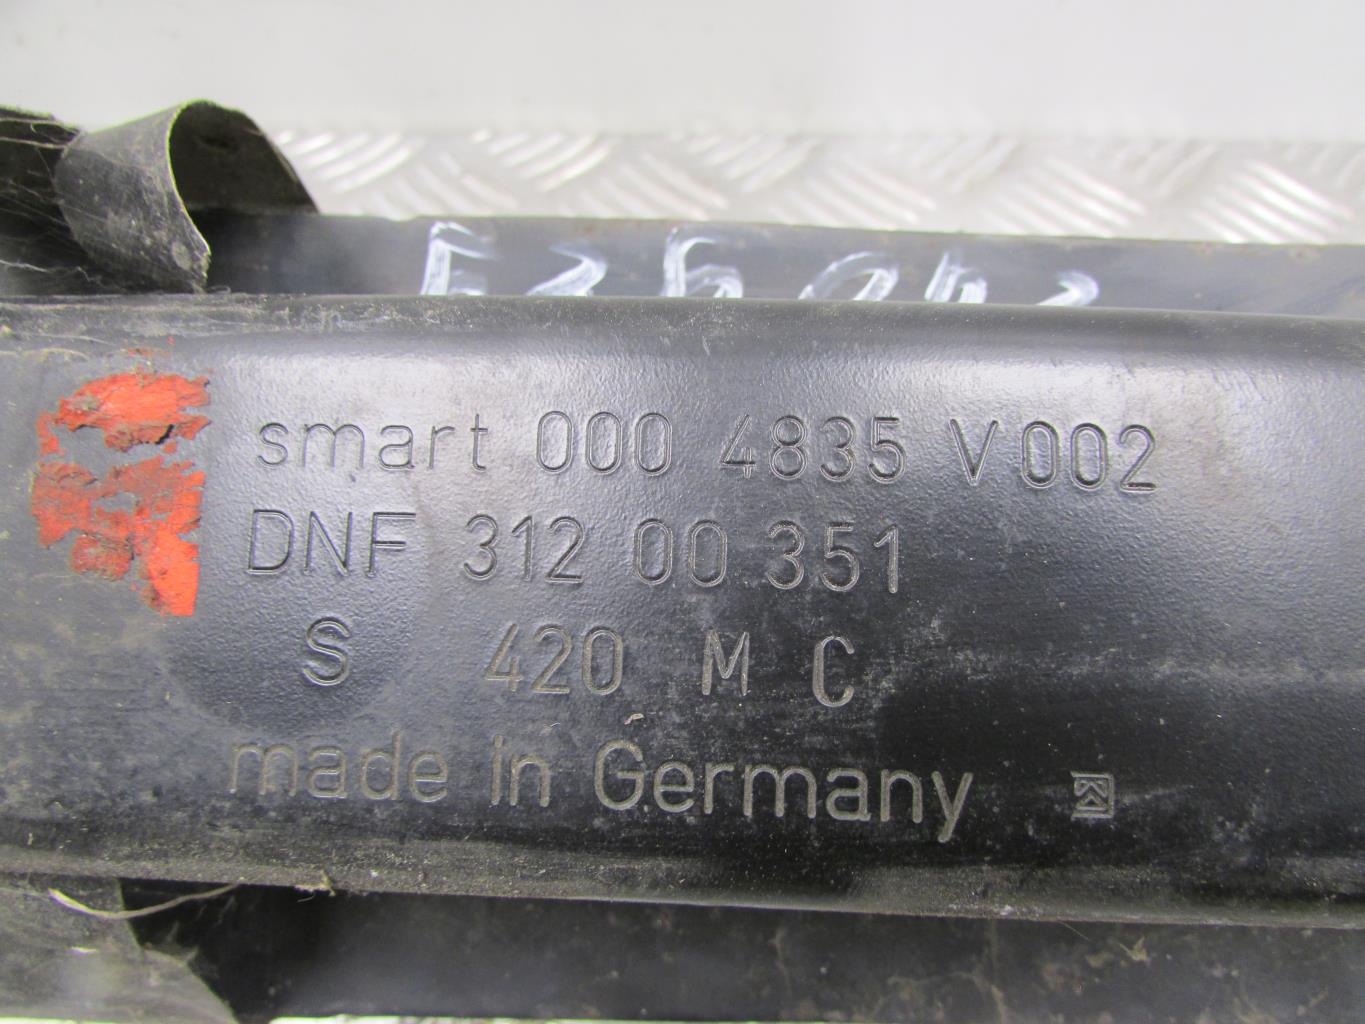 smart 000 4835 V002
DNF 312 00 351
S 420 M C
made in Germany